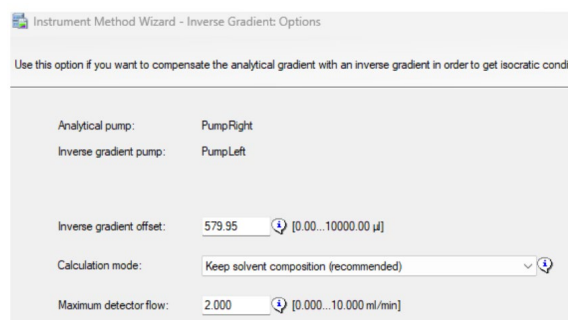 Instrument Method Wizard - Inverse Gradient: Options
Use this option if you want to compensate the analytical gradient with an inverse gradient in order to get isocratic condi
Analytical pump: PumpRight
Inverse gradient pump: PumpLeft
Inverse gradient offset: 579.95 [0.00...10000.00 µl]
Calculation mode: Keep solvent composition (recommended)
Maximum detector flow: 2.000 [0.000...10.000 ml/min]